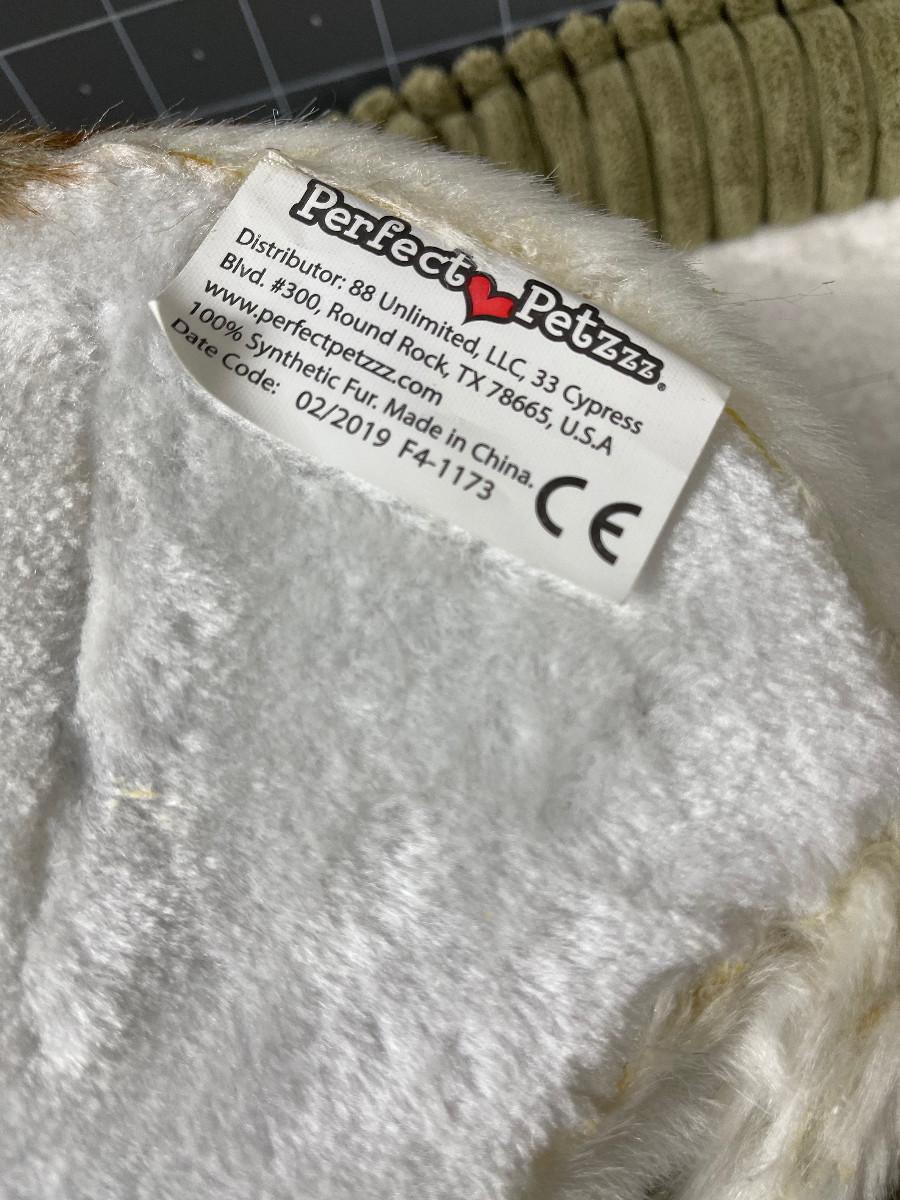 Perfect Petzzz®
Distributor: 88 Unlimited, LLC, 33 Cypress
Blvd. #300, Round Rock, TX 78665, U.S.A
www.perfectpetzzz.com
100% Synthetic Fur. Made in China.
Date Code: 02/2019 F4-1173
CE